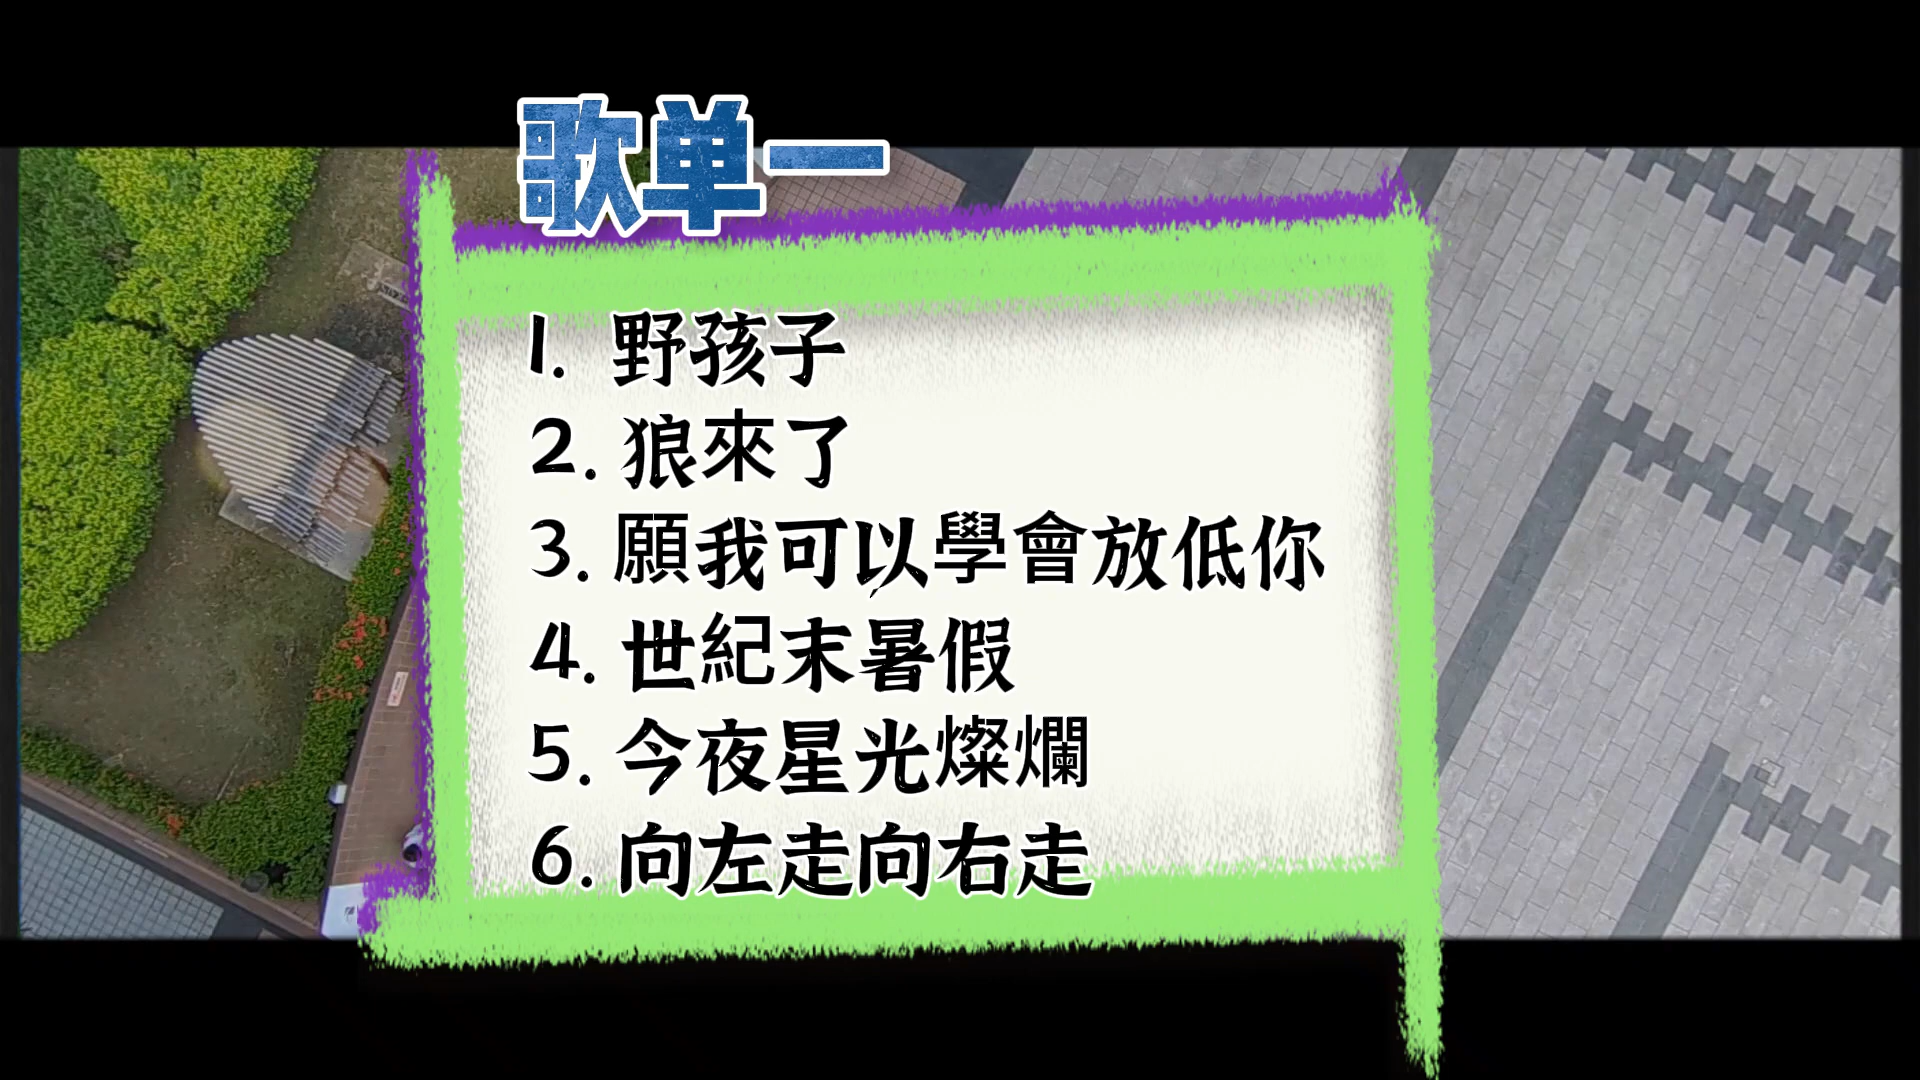 歌单一
1. 野孩子
2. 狼來了
3. 願我可以學會放低你
4. 世紀末暑假
5. 今夜星光燦爛
6. 向左走向右走